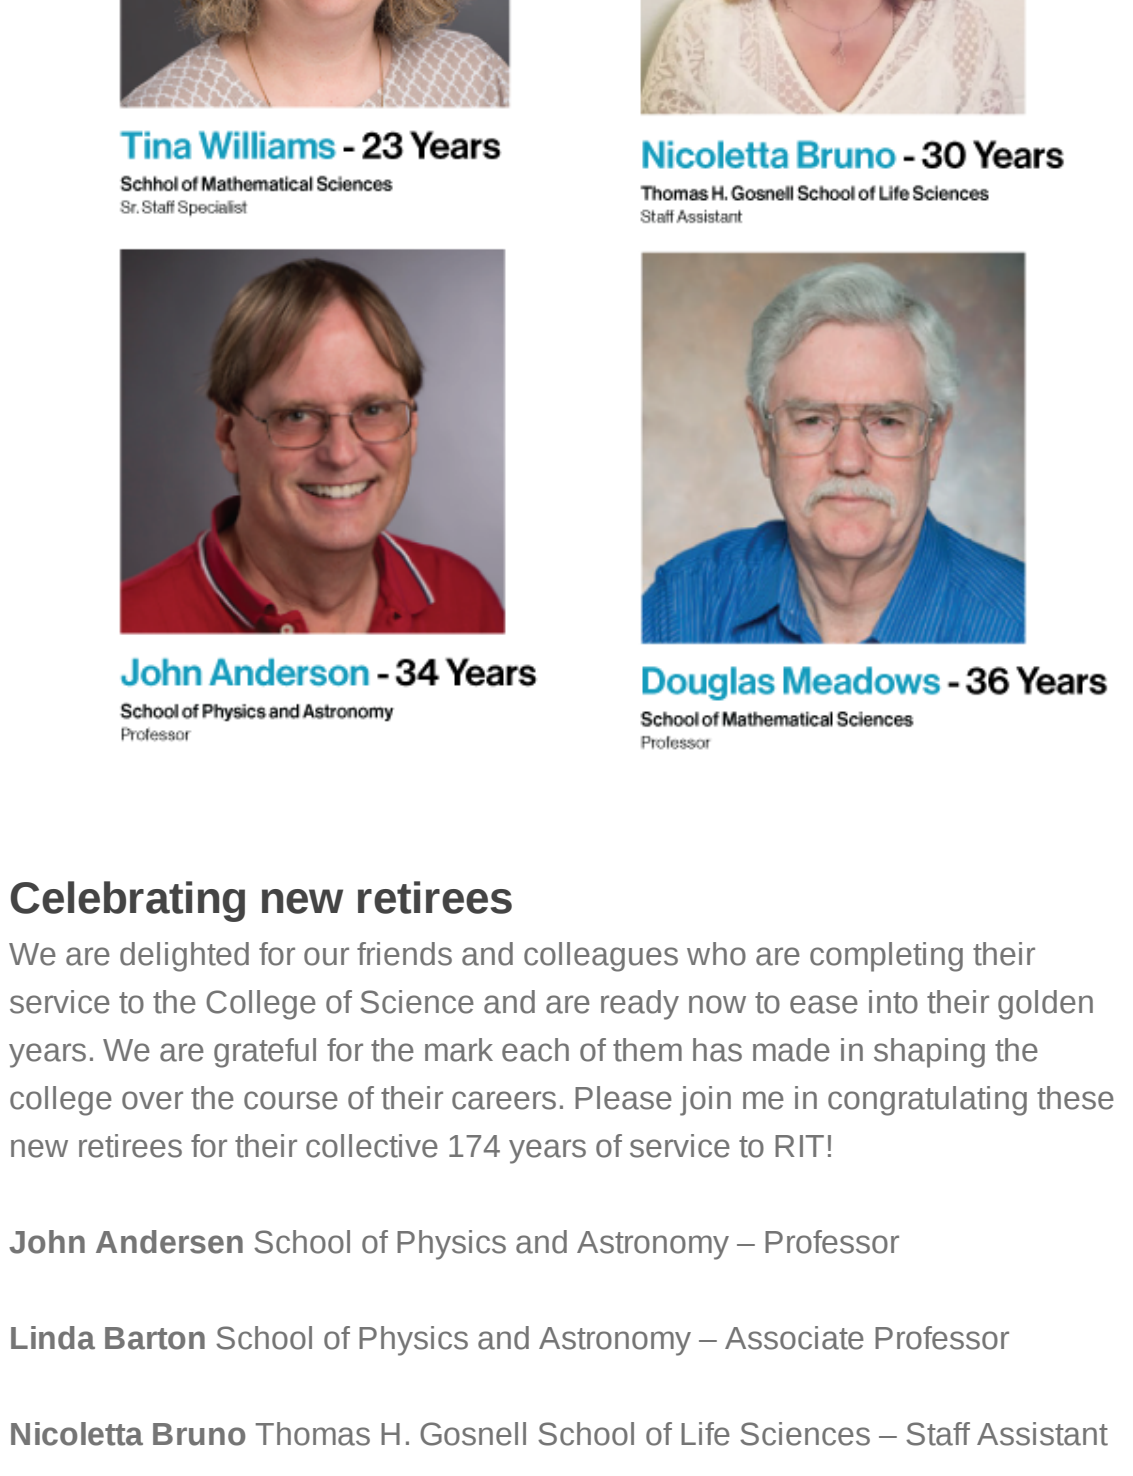 Tina Williams - 23 Years
Schhol of Mathematical Sciences
Sr. Staff Specialist
Nicoletta Bruno - 30 Years
Thomas H. Gosnell School of Life Sciences
Staff Assistant
John Anderson - 34 Years
School of Physics and Astronomy
Professor
Douglas Meadows - 36 Years
School of Mathematical Sciences
Professor
Celebrating new retirees
We are delighted for our friends and colleagues who are completing their
service to the College of Science and are ready now to ease into their golden
years. We are grateful for the mark each of them has made in shaping the
college over the course of their careers. Please join me in congratulating these
new retirees for their collective 174 years of service to RIT!
John Andersen School of Physics and Astronomy – Professor
Linda Barton School of Physics and Astronomy – Associate Professor
Nicoletta Bruno Thomas H. Gosnell School of Life Sciences – Staff Assistant